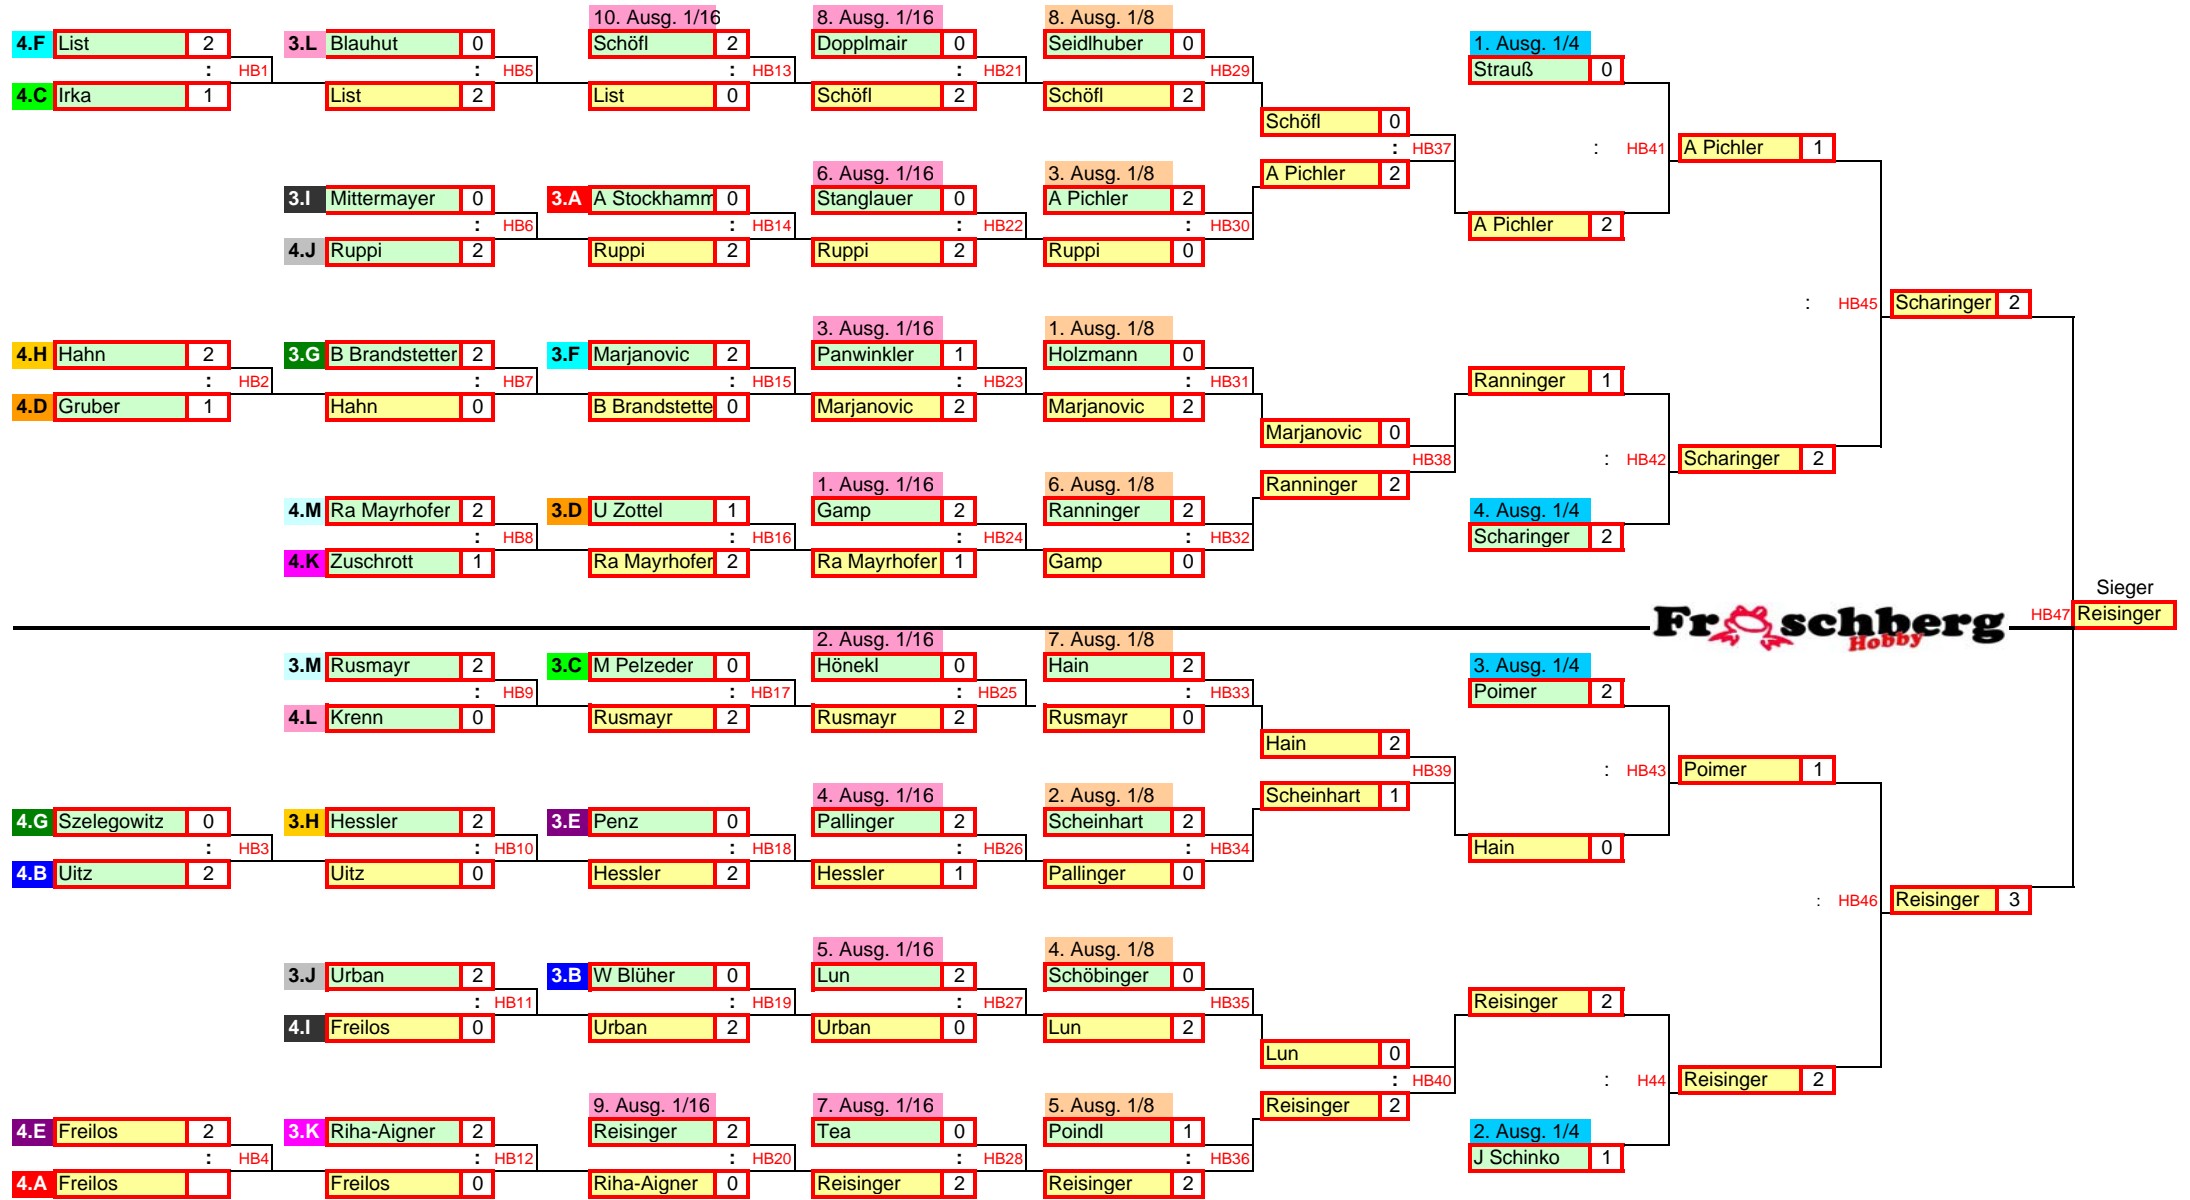 10. Ausg. 1/16 8. Ausg. 1/16 8. Ausg. 1/8
4.F List 2 3.L Blauhut 0 Schöfl 2 Dopplmair 0 Seidlhuber 0 1. Ausg. 1/4
: HB1 : HB5 : HB13 : HB21 HB29 Strauß 0
4.C Irka 1 List 2 List 0 Schöfl 2 Schöfl 2
Schöfl 0
: HB37 : HB41 A Pichler 1
6. Ausg. 1/16 3. Ausg. 1/8 A Pichler 2
3.I Mittermayer 0 3.A A Stockhamm 0 Stanglauer 0 A Pichler 2
: HB6 : HB14 : HB22 : HB30 A Pichler 2
4.J Ruppi 2 Ruppi 2 Ruppi 2 Ruppi 0
: HB45 Scharinger 2
3. Ausg. 1/16 1. Ausg. 1/8
4.H Hahn 2 3.G B Brandstetter 2 3.F Marjanovic 2 Panwinkler 1 Holzmann 0
: HB2 : HB7 : HB15 : HB23 : HB31 Ranninger 1
4.D Gruber 1 Hahn 0 B Brandstette 0 Marjanovic 2 Marjanovic 2
Marjanovic 0
HB38 : HB42 Scharinger 2
1. Ausg. 1/16 6. Ausg. 1/8 Ranninger 2
4.M Ra Mayrhofer 2 3.D U Zottel 1 Gamp 2 Ranninger 2 4. Ausg. 1/4
: HB8 : HB16 : HB24 : HB32 Scharinger 2
4.K Zuschrott 1 Ra Mayrhofer 2 Ra Mayrhofer 1 Gamp 0
Sieger
Froschberg Hobby HB47 Reisinger
2. Ausg. 1/16 7. Ausg. 1/8
3.M Rusmayr 2 3.C M Pelzeder 0 Hönekl 0 Hain 2 3. Ausg. 1/4
: HB9 : HB17 : HB25 : HB33 Poimer 2
4.L Krenn 0 Rusmayr 2 Rusmayr 2 Rusmayr 0
Hain 2
HB39 : HB43 Poimer 1
4. Ausg. 1/16 2. Ausg. 1/8 Scheinhart 1
4.G Szelegowitz 0 3.H Hessler 2 3.E Penz 0 Pallinger 2 Scheinhart 2
: HB3 : HB10 : HB18 : HB26 : HB34 Hain 0
4.B Uitz 2 Uitz 0 Hessler 2 Hessler 1 Pallinger 0
: HB46 Reisinger 3
5. Ausg. 1/16 4. Ausg. 1/8
3.J Urban 2 3.B W Blüher 0 Lun 2 Schöbinger 0
: HB11 : HB19 : HB27 HB35 Reisinger 2
4.I Freilos 0 Urban 2 Urban 0 Lun 2
Lun 0
: HB40 : H44 Reisinger 2
9. Ausg. 1/16 7. Ausg. 1/16 5. Ausg. 1/8 Reisinger 2
4.E Freilos 2 3.K Riha-Aigner 2 Reisinger 2 Tea 0 Poindl 1 2. Ausg. 1/4
: HB4 : HB12 : HB20 : HB28 : HB36 J Schinko 1
4.A Freilos Freilos 0 Riha-Aigner 0 Reisinger 2 Reisinger 2